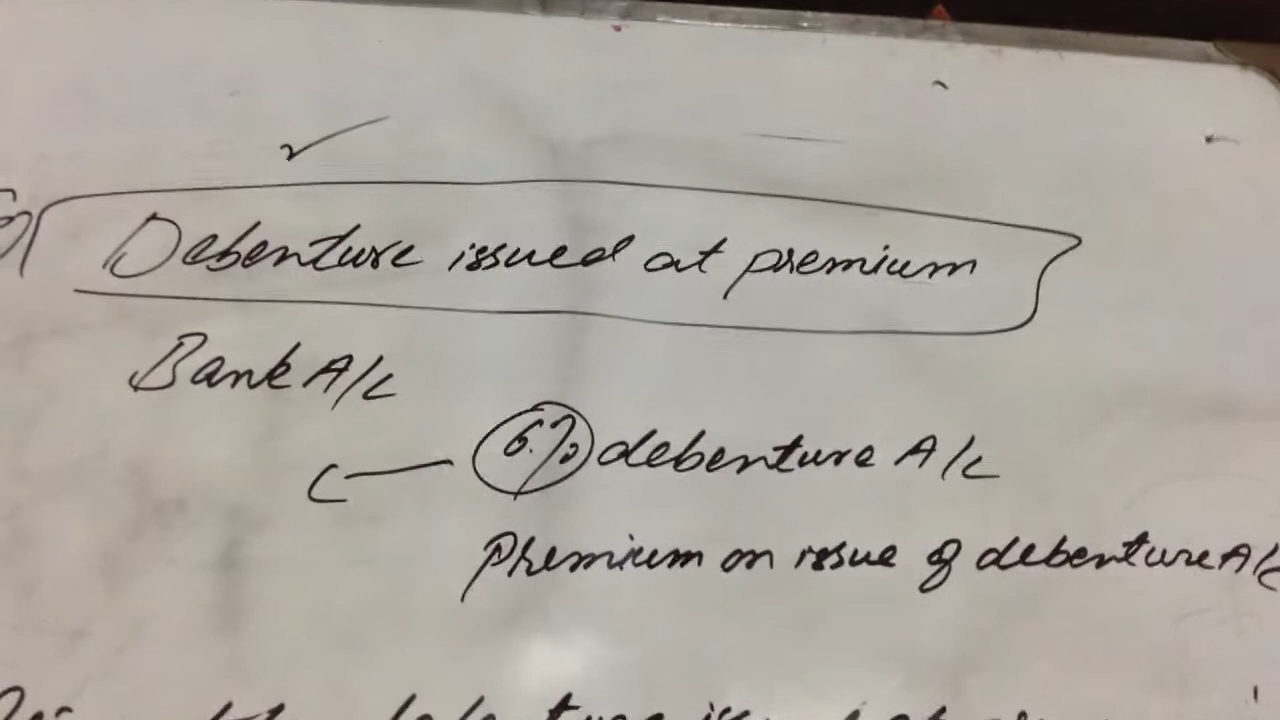 Debenture issued at premium
Bank A/c
6% debenture A/c
Premium on issue of debenture A/c